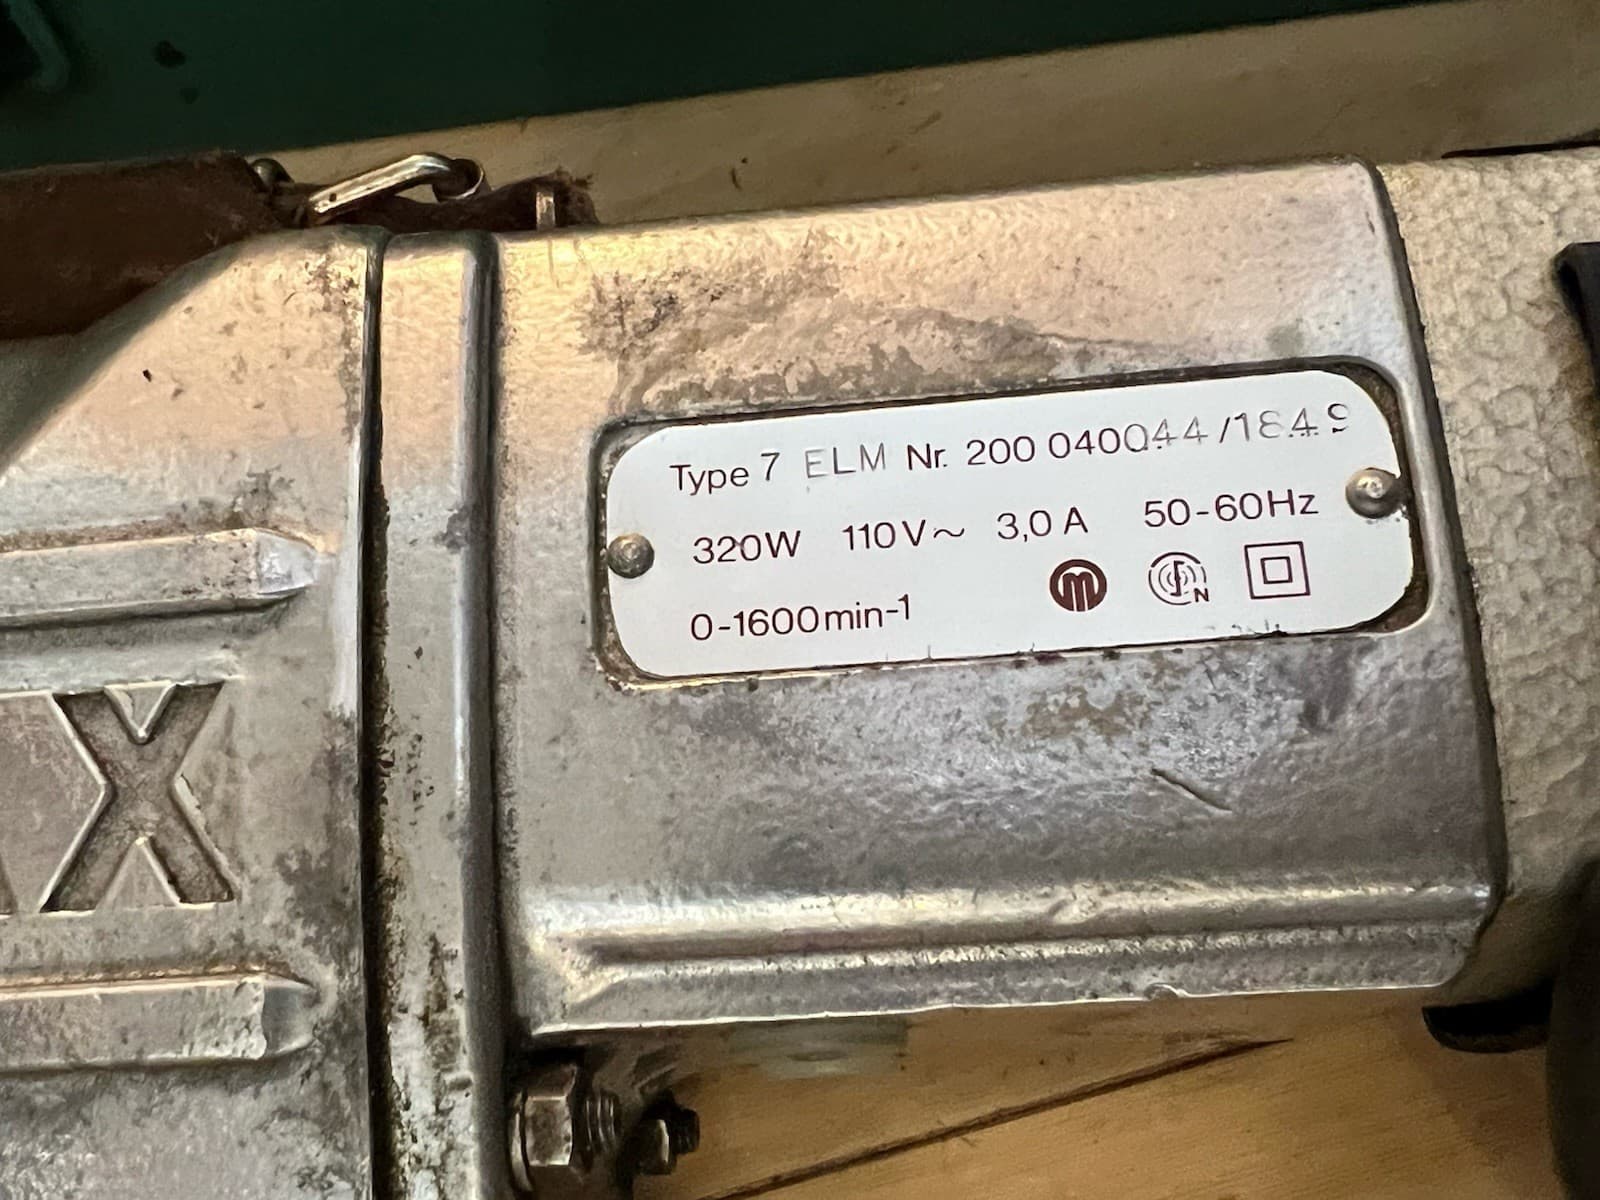 Type 7 ELM Nr. 200 040044/1849
320W 110V~ 3,0 A 50-60Hz
0-1600min-1
m
N
X